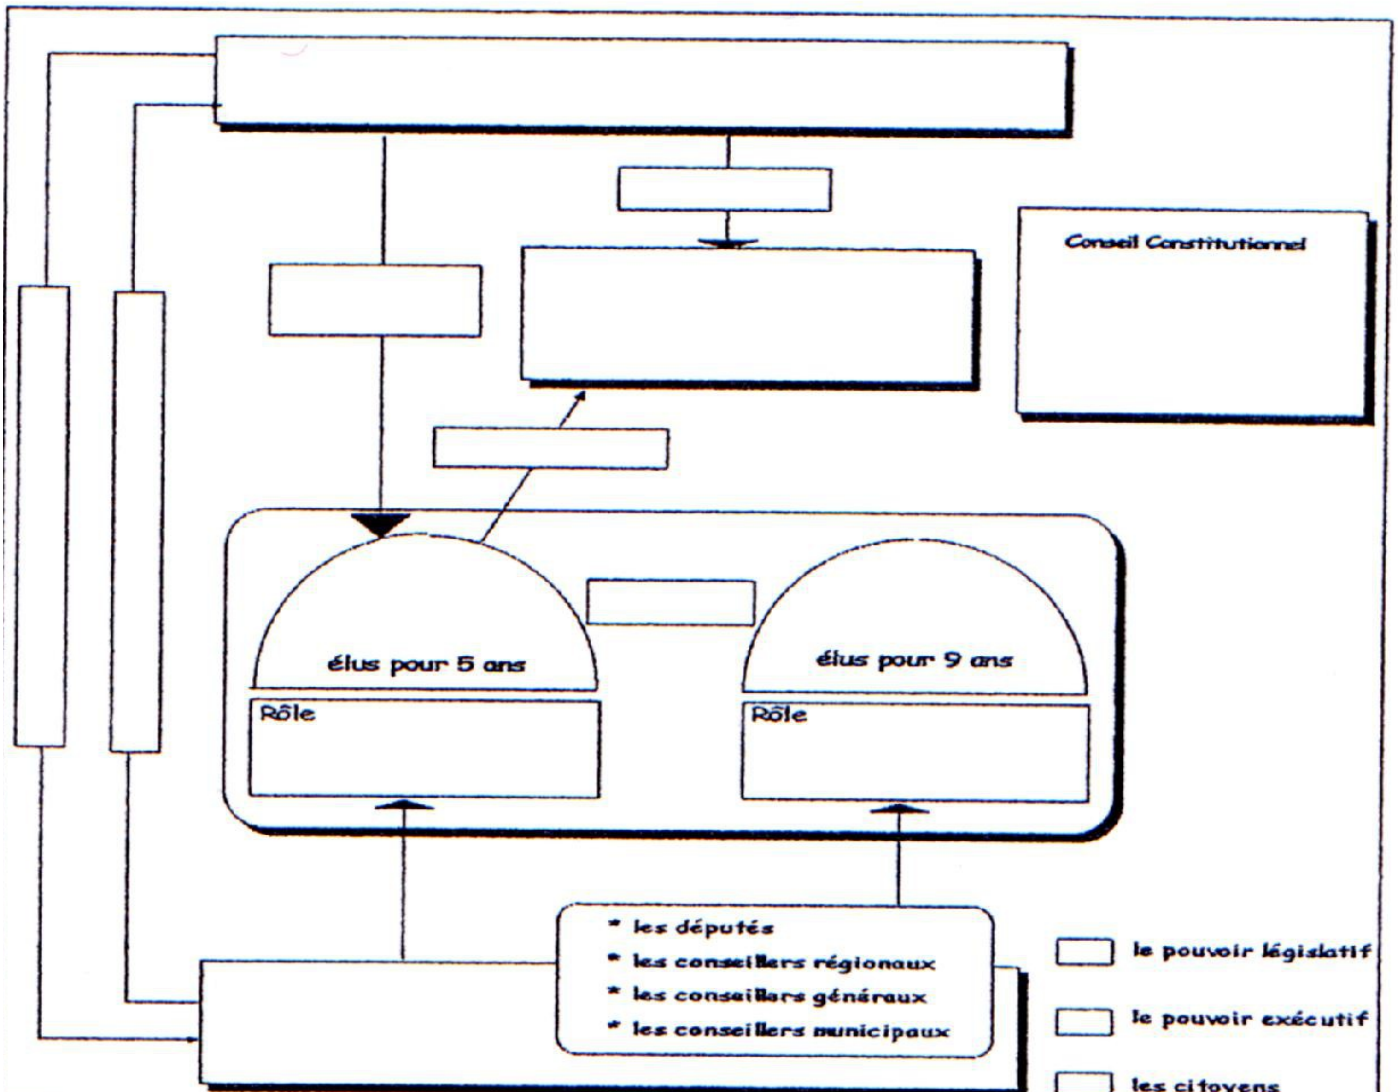 Conseil Constitutionnel
élus pour 5 ans
élus pour 9 ans
Rôle
Rôle
* les députés
* les conseillers régionaux
* les conseillers généraux
* les conseillers municipaux
le pouvoir législatif
le pouvoir exécutif
les citoyens